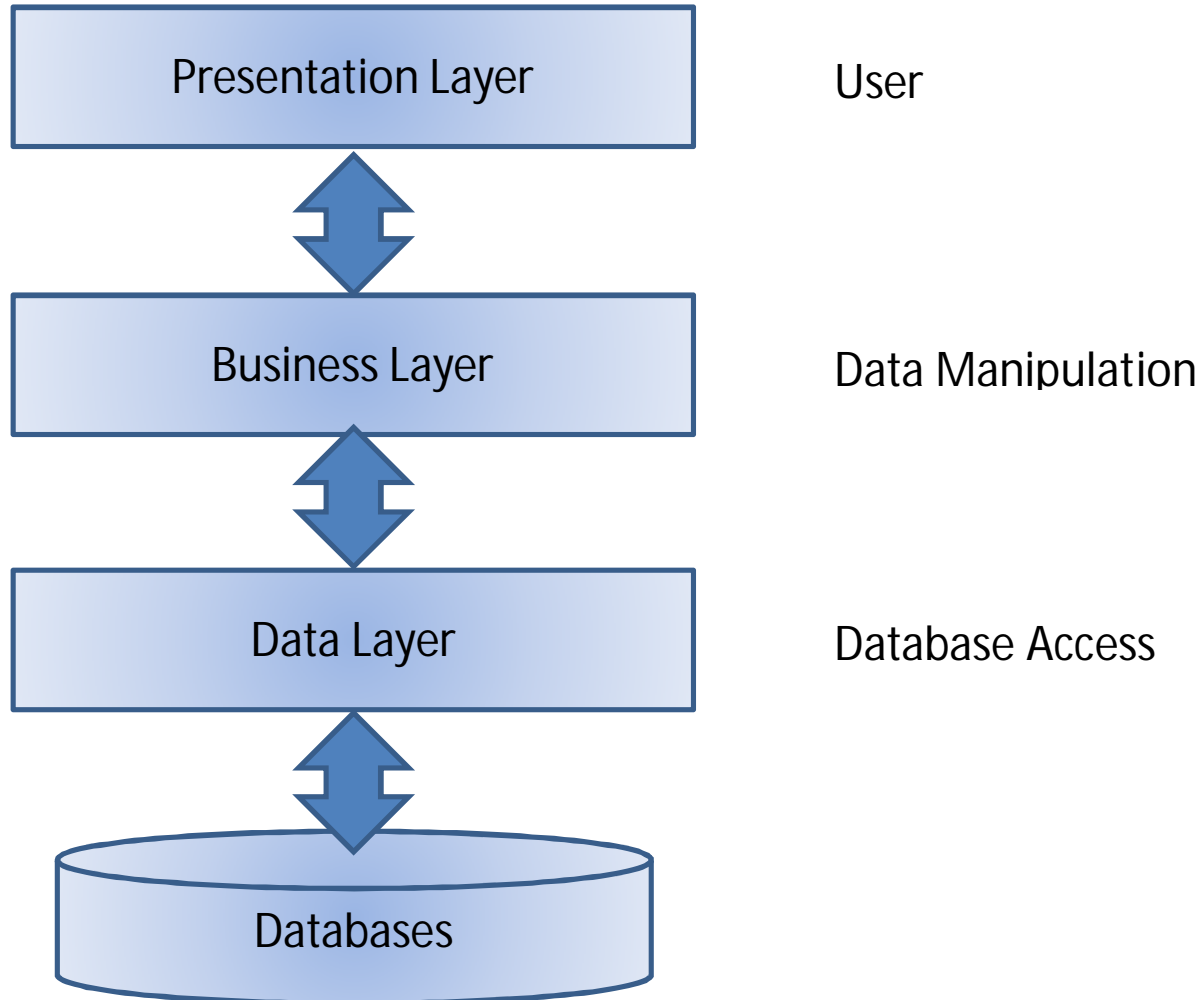 Presentation Layer
User
Business Layer
Data Manipulation
Data Layer
Database Access
Databases